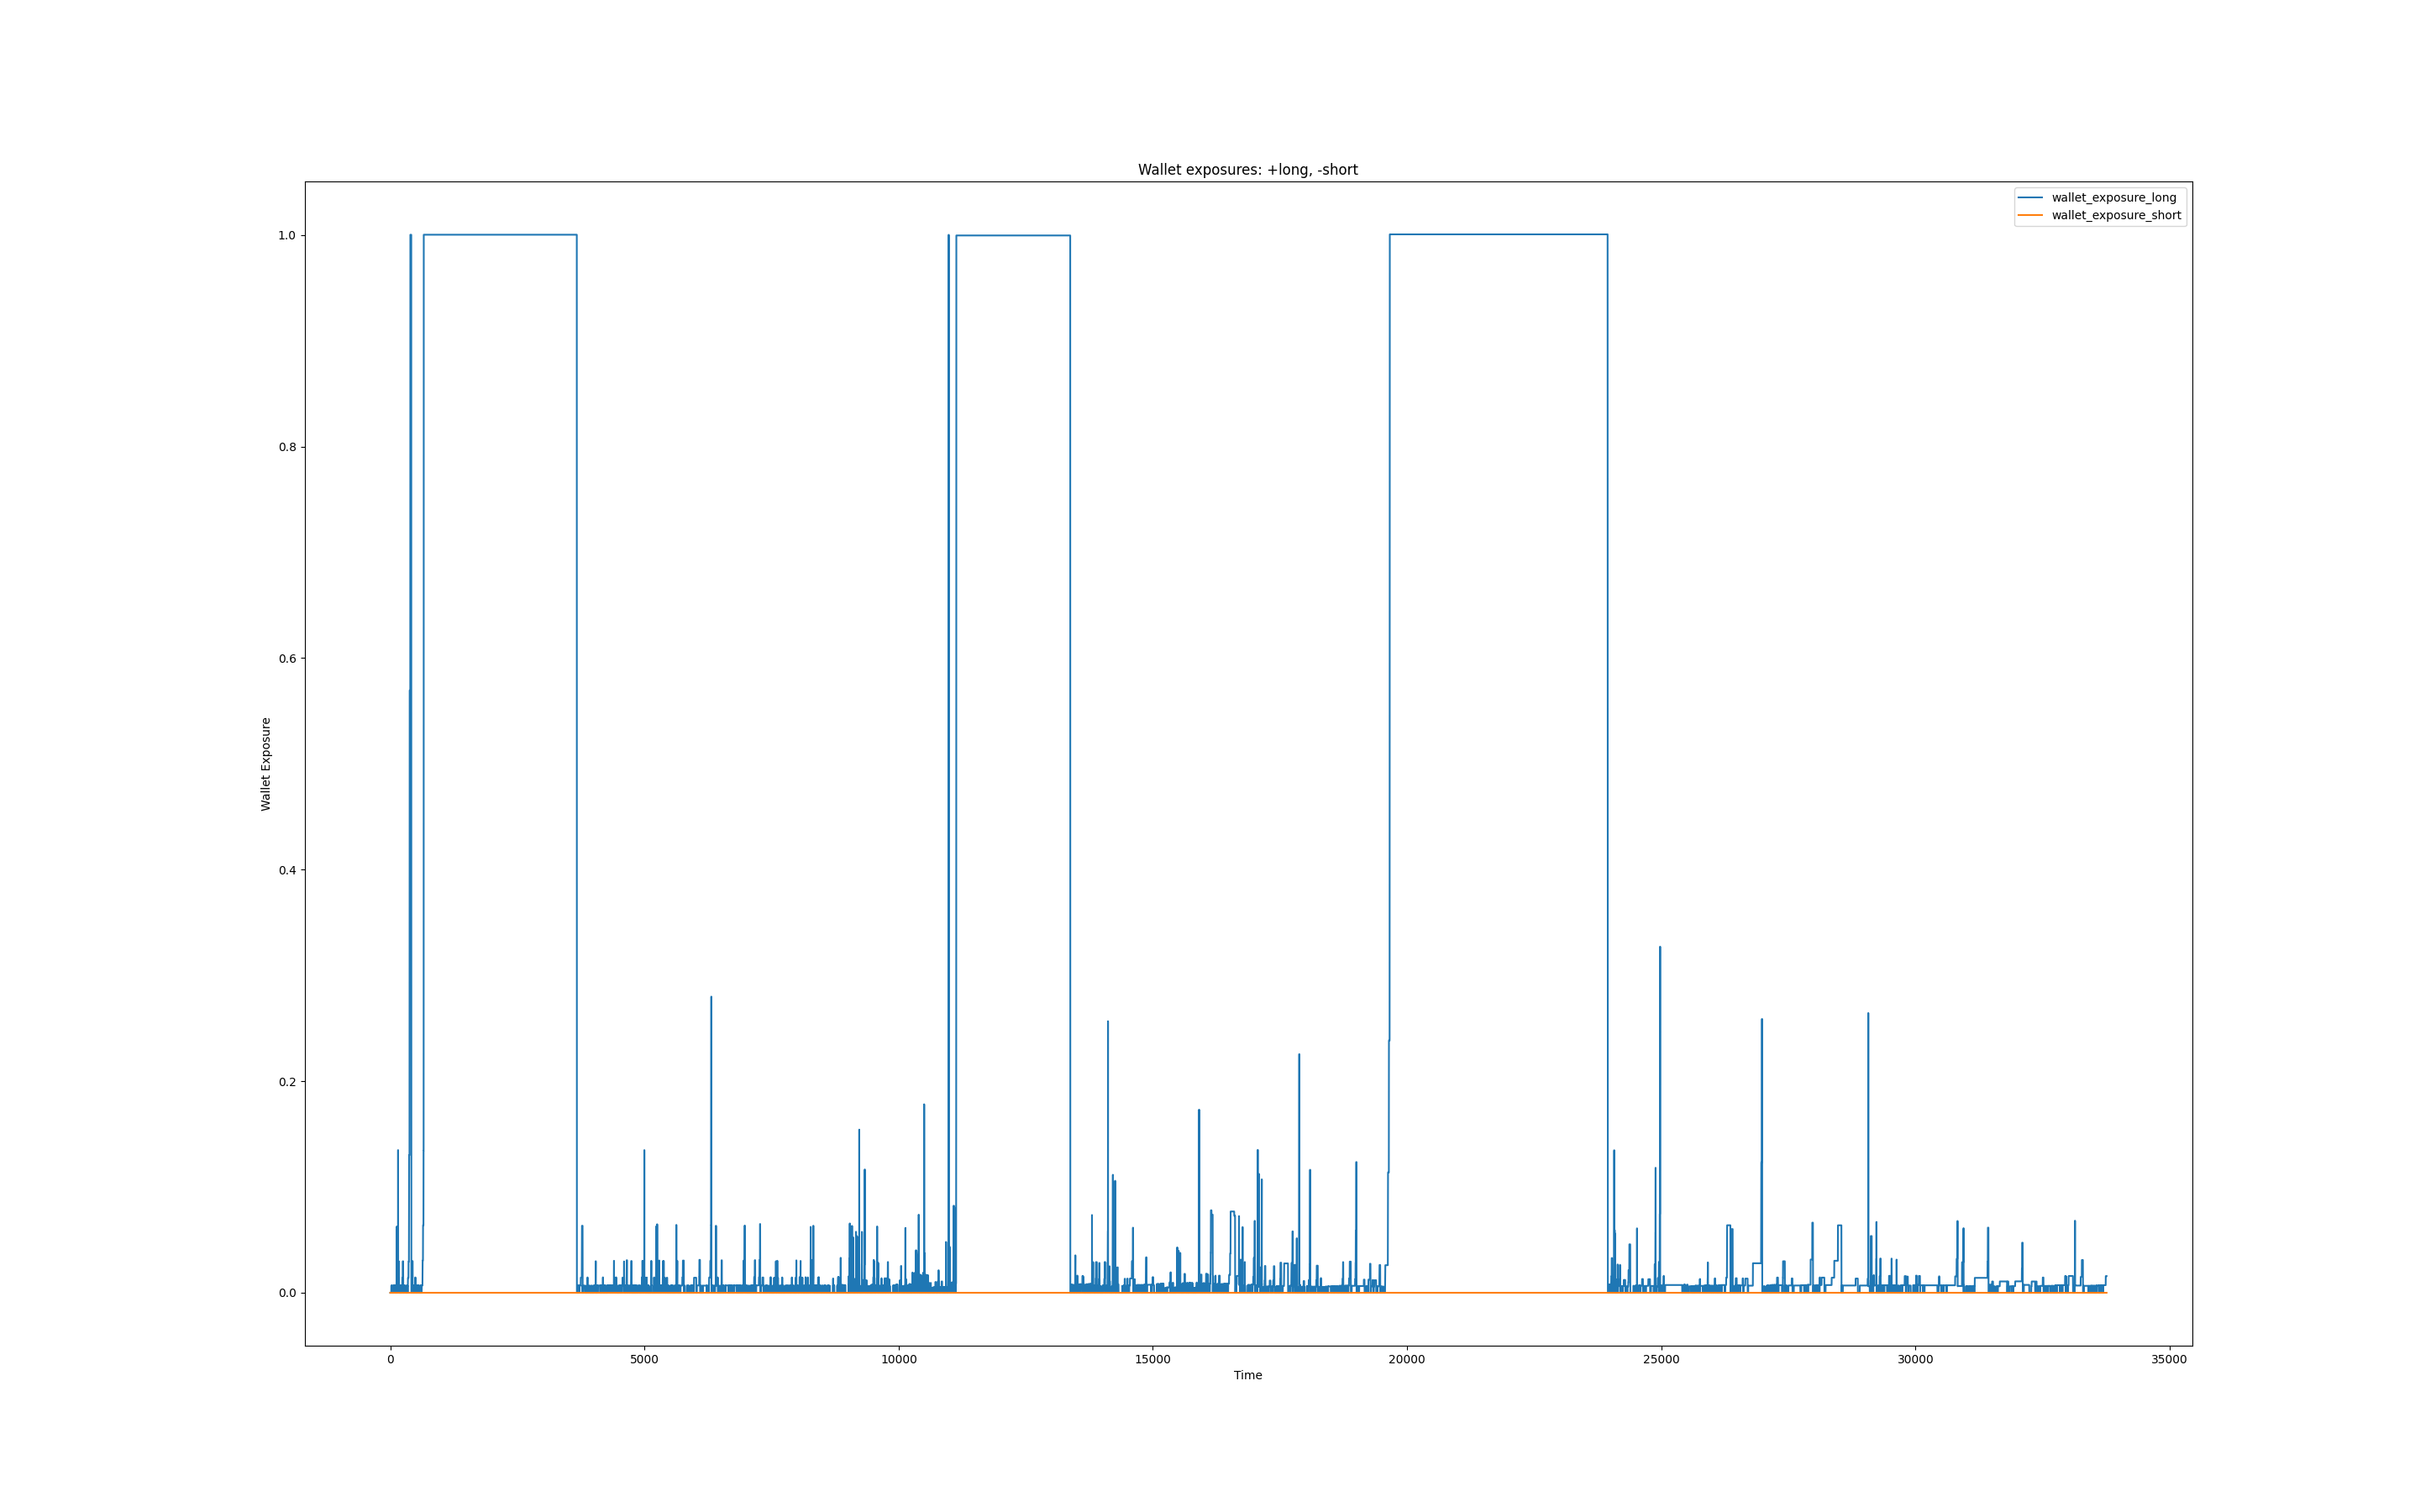 Wallet exposures: +long, -short
wallet_exposure_long
wallet_exposure_short
1.0
0.8
0.6
0.4
0.2
0.0
Wallet Exposure
0 5000 10000 15000 20000 25000 30000 35000
Time